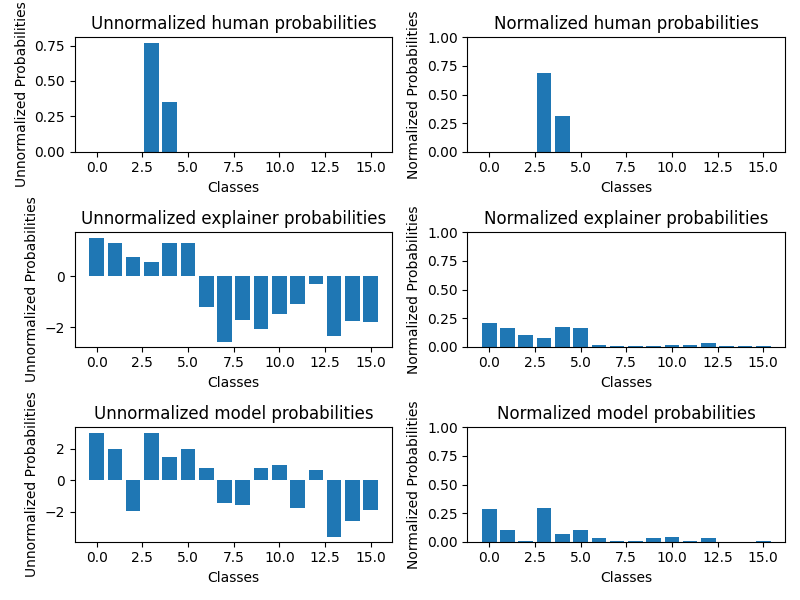 Unnormalized human probabilities
Normalized human probabilities
Unnormalized Probabilities
0.75
0.50
0.25
0.00
0.0 2.5 5.0 7.5 10.0 12.5 15.0
Classes
Normalized Probabilities
1.00
0.75
0.50
0.25
0.00
0.0 2.5 5.0 7.5 10.0 12.5 15.0
Classes
Unnormalized explainer probabilities
Normalized explainer probabilities
Unnormalized Probabilities
0
−2
0.0 2.5 5.0 7.5 10.0 12.5 15.0
Classes
Normalized Probabilities
1.00
0.75
0.50
0.25
0.00
0.0 2.5 5.0 7.5 10.0 12.5 15.0
Classes
Unnormalized model probabilities
Normalized model probabilities
Unnormalized Probabilities
2
0
−2
0.0 2.5 5.0 7.5 10.0 12.5 15.0
Classes
Normalized Probabilities
1.00
0.75
0.50
0.25
0.00
0.0 2.5 5.0 7.5 10.0 12.5 15.0
Classes